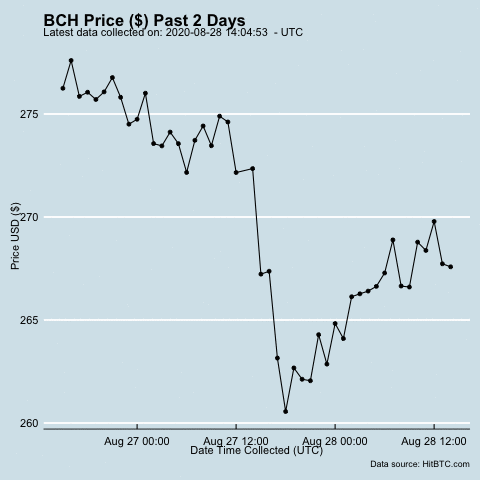 BCH Price ($) Past 2 Days
Latest data collected on: 2020-08-28 14:04:53 - UTC
275
270
265
260
Price USD ($)
Aug 27 00:00 Aug 27 12:00 Aug 28 00:00 Aug 28 12:00
Date Time Collected (UTC)
Data source: HitBTC.com